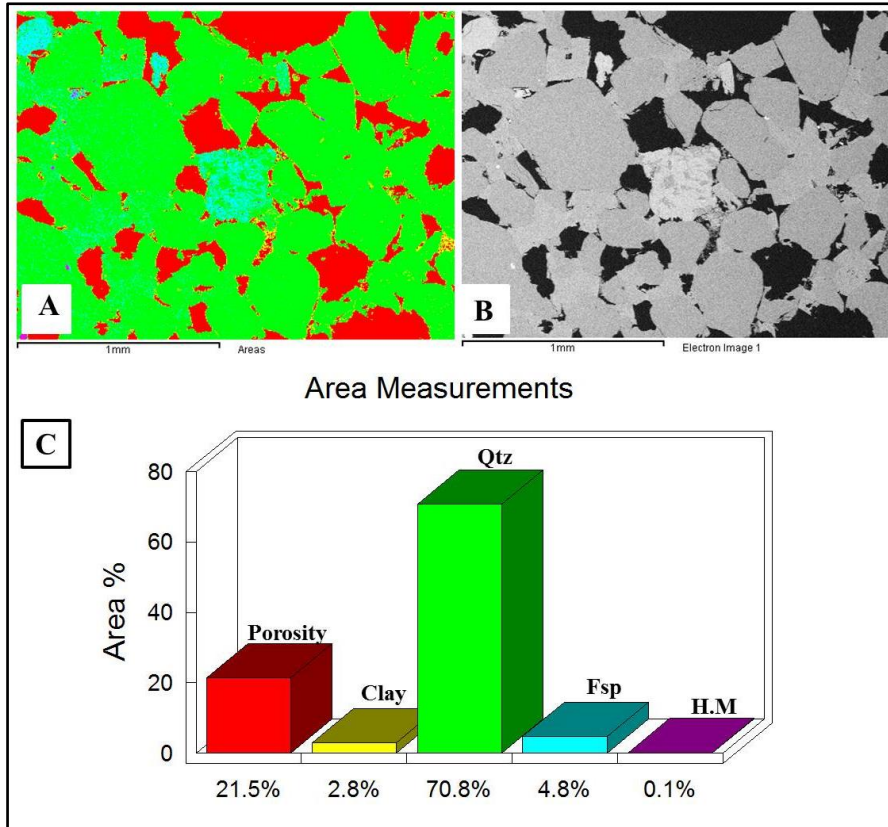 A
B
1mm Areas
1mm Electron Image 1
Area Measurements
C
Area %
80
60
40
20
0
Porosity
Clay
Qtz
Fsp
H.M
21.5% 2.8% 70.8% 4.8% 0.1%